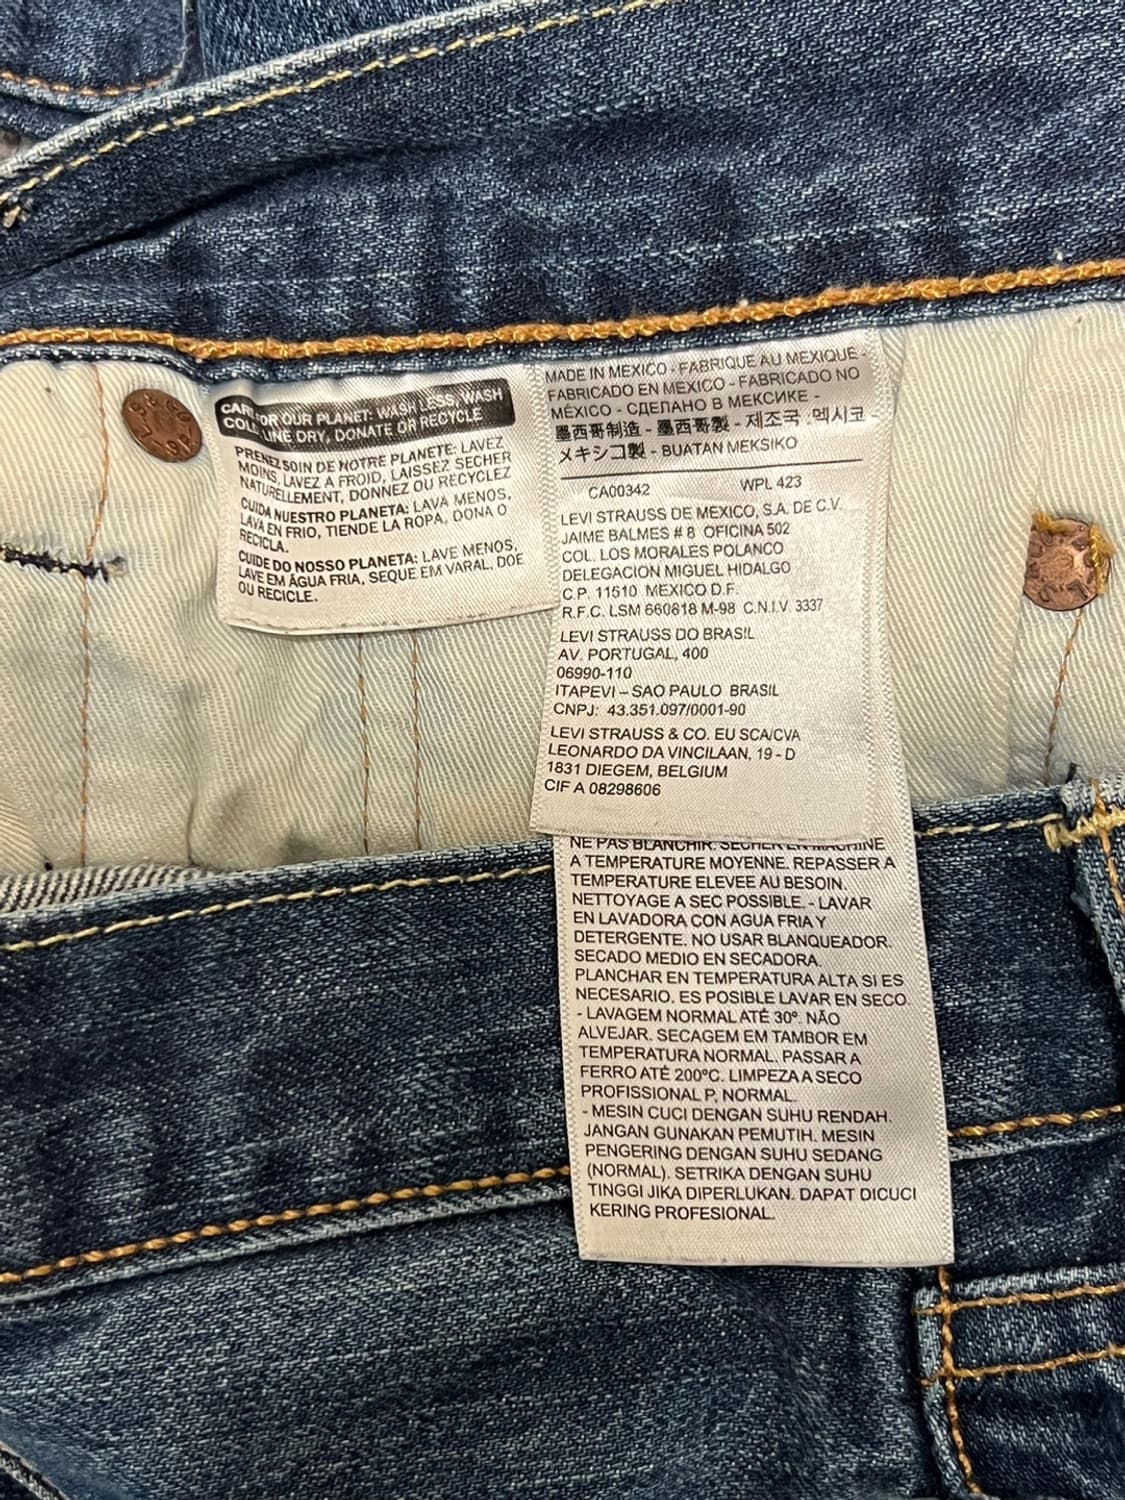 CARE FOR OUR PLANET: WASH LESS, WASH
COLD, LINE DRY, DONATE OR RECYCLE
PRENEZ SOIN DE NOTRE PLANETE: LAVEZ
MOINS, LAVEZ A FROID, LAISSEZ SECHER
NATURELLEMENT, DONNEZ OU RECYCLEZ
CUIDA NUESTRO PLANETA: LAVA MENOS,
LAVA EN FRIO, TIENDE LA ROPA, DONA O
RECICLA.
CUIDE DO NOSSO PLANETA: LAVE MENOS,
LAVE EM ÁGUA FRIA, SEQUE EM VARAL, DOE
OU RECICLE.
MADE IN MEXICO - FABRIQUE AU MEXIQUE -
FABRICADO EN MEXICO - FABRICADO NO
MÉXICO - СДЕЛАНО В МЕКСИКЕ -
墨西哥制造 - 墨西哥製 - 제조국 :멕시코 -
メキシコ製 - BUATAN MEKSIKO
CA00342 WPL 423
LEVI STRAUSS DE MEXICO, S.A. DE C.V.
JAIME BALMES # 8 OFICINA 502
COL. LOS MORALES POLANCO
DELEGACION MIGUEL HIDALGO
C.P. 11510 MEXICO D.F.
R.F.C. LSM 660818 M-98 C.N.I.V. 3337
LEVI STRAUSS DO BRASIL
AV. PORTUGAL, 400
06990-110
ITAPEVI – SAO PAULO BRASIL
CNPJ: 43.351.097/0001-90
LEVI STRAUSS & CO. EU SCA/CVA
LEONARDO DA VINCILAAN, 19 - D
1831 DIEGEM, BELGIUM
CIF A 08298606
NE PAS BLANCHIR. SECHER EN MACHINE
A TEMPERATURE MOYENNE. REPASSER A
TEMPERATURE ELEVEE AU BESOIN.
NETTOYAGE A SEC POSSIBLE. - LAVAR
EN LAVADORA CON AGUA FRIA Y
DETERGENTE. NO USAR BLANQUEADOR.
SECADO MEDIO EN SECADORA.
PLANCHAR EN TEMPERATURA ALTA SI ES
NECESARIO. ES POSIBLE LAVAR EN SECO.
- LAVAGEM NORMAL ATÉ 30º. NÃO
ALVEJAR. SECAGEM EM TAMBOR EM
TEMPERATURA NORMAL. PASSAR A
FERRO ATÉ 200ºC. LIMPEZA A SECO
PROFISSIONAL P, NORMAL.
- MESIN CUCI DENGAN SUHU RENDAH.
JANGAN GUNAKAN PEMUTIH. MESIN
PENGERING DENGAN SUHU SEDANG
(NORMAL). SETRIKA DENGAN SUHU
TINGGI JIKA DIPERLUKAN. DAPAT DICUCI
KERING PROFESIONAL.